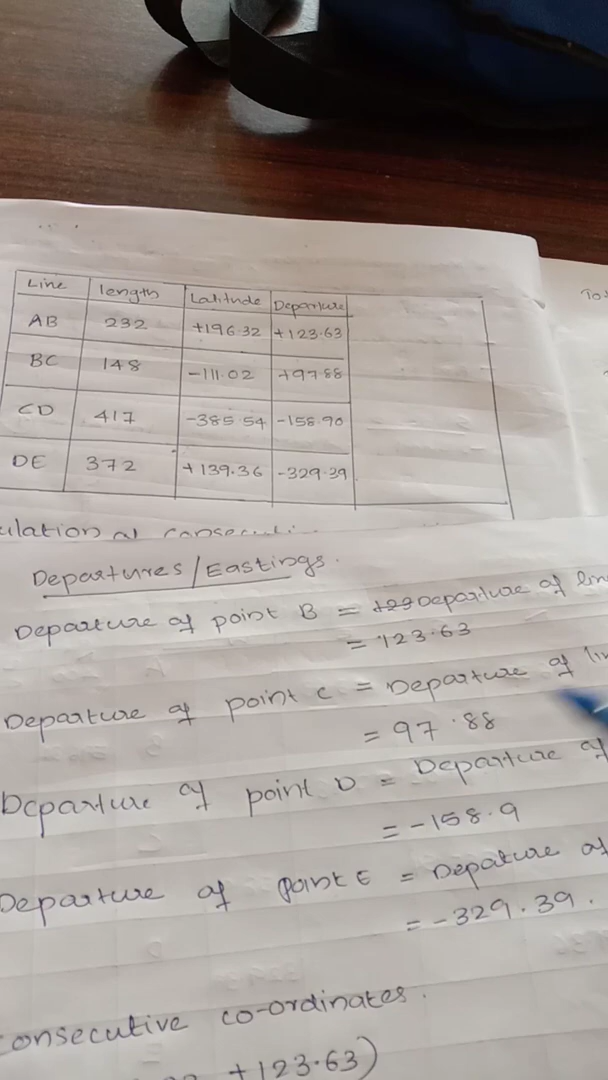 Line length Latitude Departure
AB 232 +196.32 +123.63
BC 148 -111.02 +97.88
CD 417 -385.54 -158.90
DE 372 +139.36 -329.39
Departures/Eastings.
Departure of point B = Departure of
= 123.63
Departure of point C = Departure of
= 97.88
Departure of point D = Departure of
= -158.9
Departure of point E = Depature of
= -329.39.
consecutive co-ordinates.
+123.63)